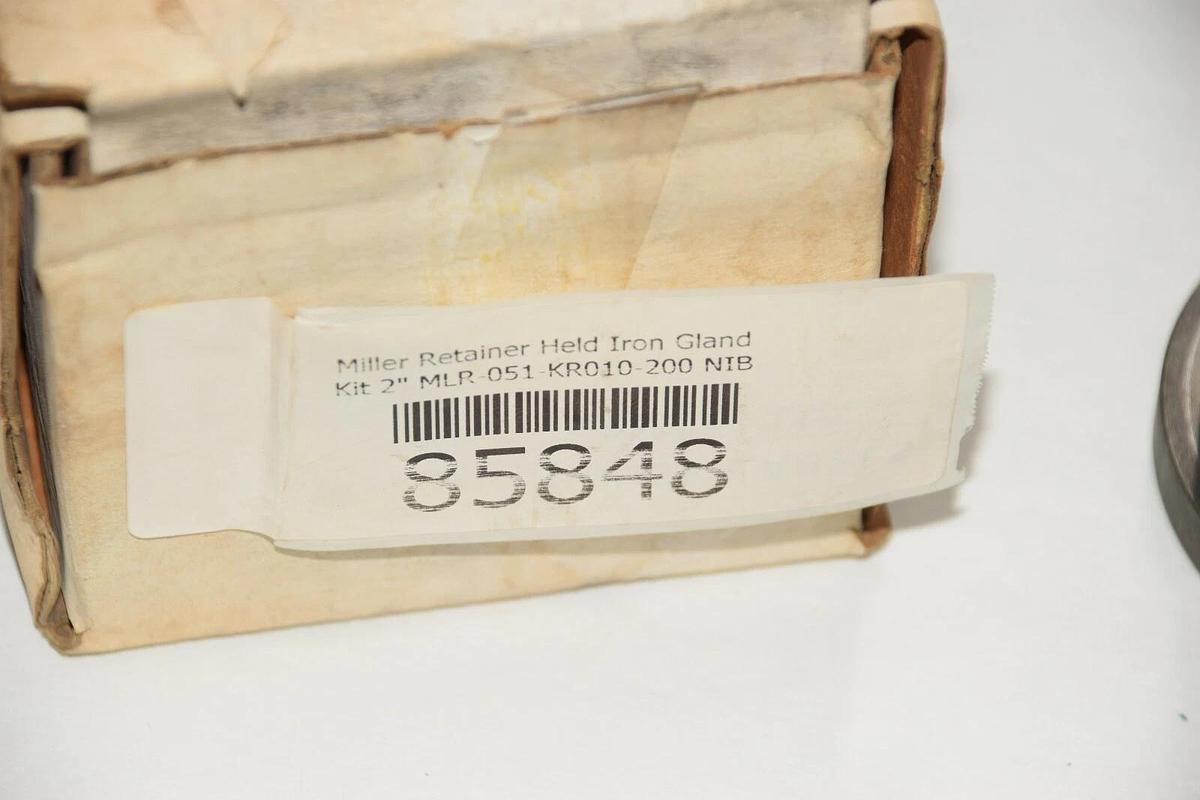 Miller Retainer Held Iron Gland
Kit 2" MLR-051-KR010-200 NIB
85848